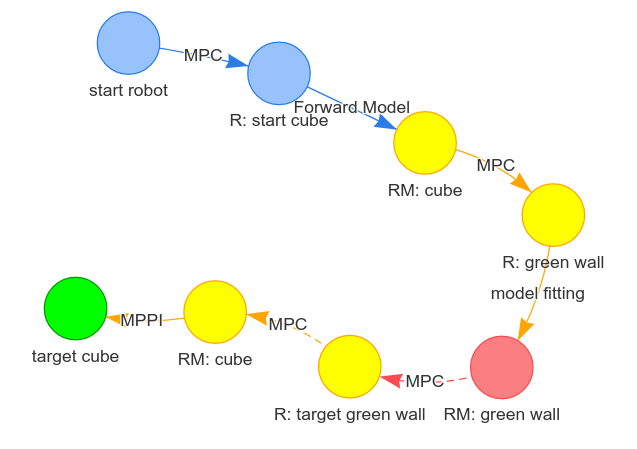 MPC
start robot
R: start cube
Forward Model
RM: cube
MPC
R: green wall
model fitting
RM: green wall
MPC
R: target green wall
MPC
RM: cube
MPPI
target cube